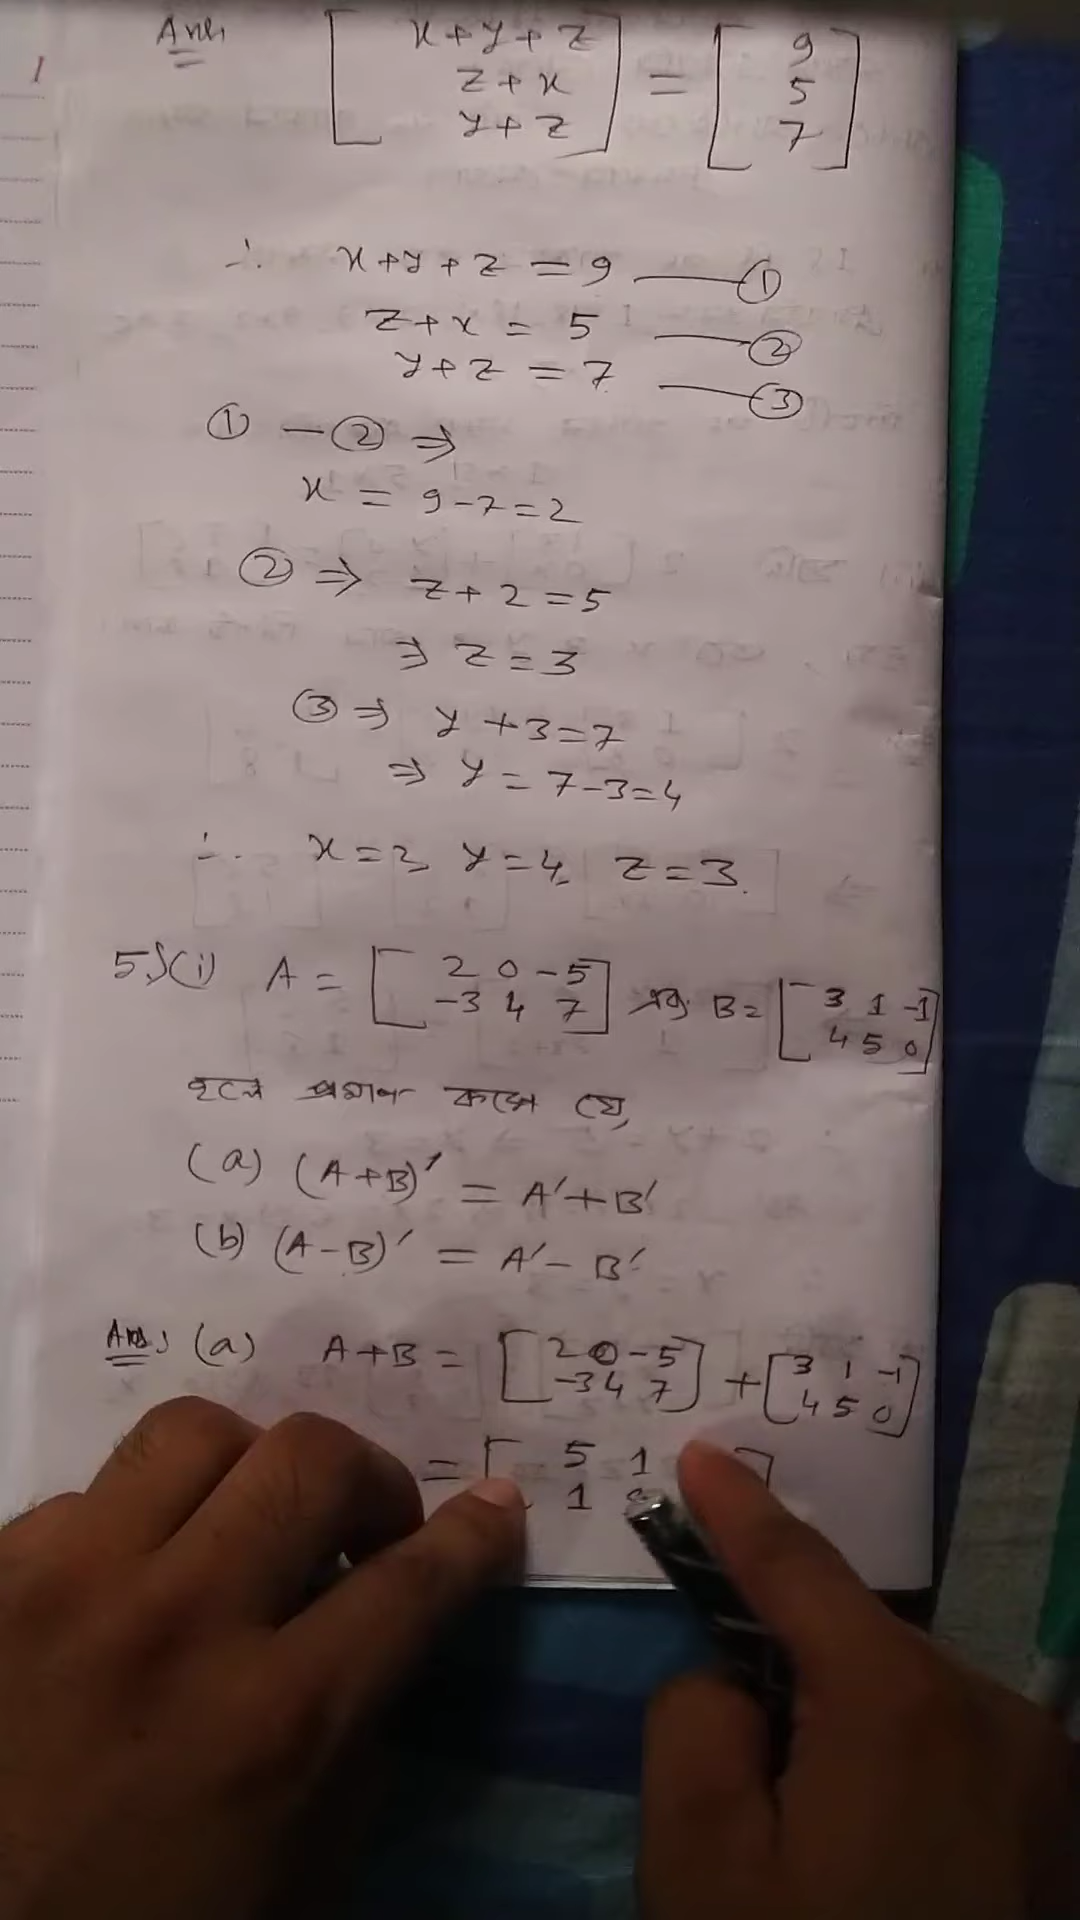 Ans,
[ x+y+z
z+x
y+z ] = [ 9
5
7 ]
∴ x+y+z = 9 —— ①
z+x = 5 —— ②
y+z = 7 —— ③
① — ② ⇒
x = 9-7=2
② ⇒ z+2=5
⇒ z=3
③ ⇒ y+3=7
⇒ y = 7-3=4
∴ x=2, y=4, z=3.
5.(i) A = [ 2 0 -5
-3 4 7 ] এবং B= [ 3 1 -1
4 5 0 ]
হলে প্রমাণ করো যে,
(a) (A+B)' = A'+B'
(b) (A-B)' = A'-B'
Ans, (a) A+B = [ 2 0 -5
-3 4 7 ] + [ 3 1 -1
4 5 0 ]
= [ 5 1 ]
1